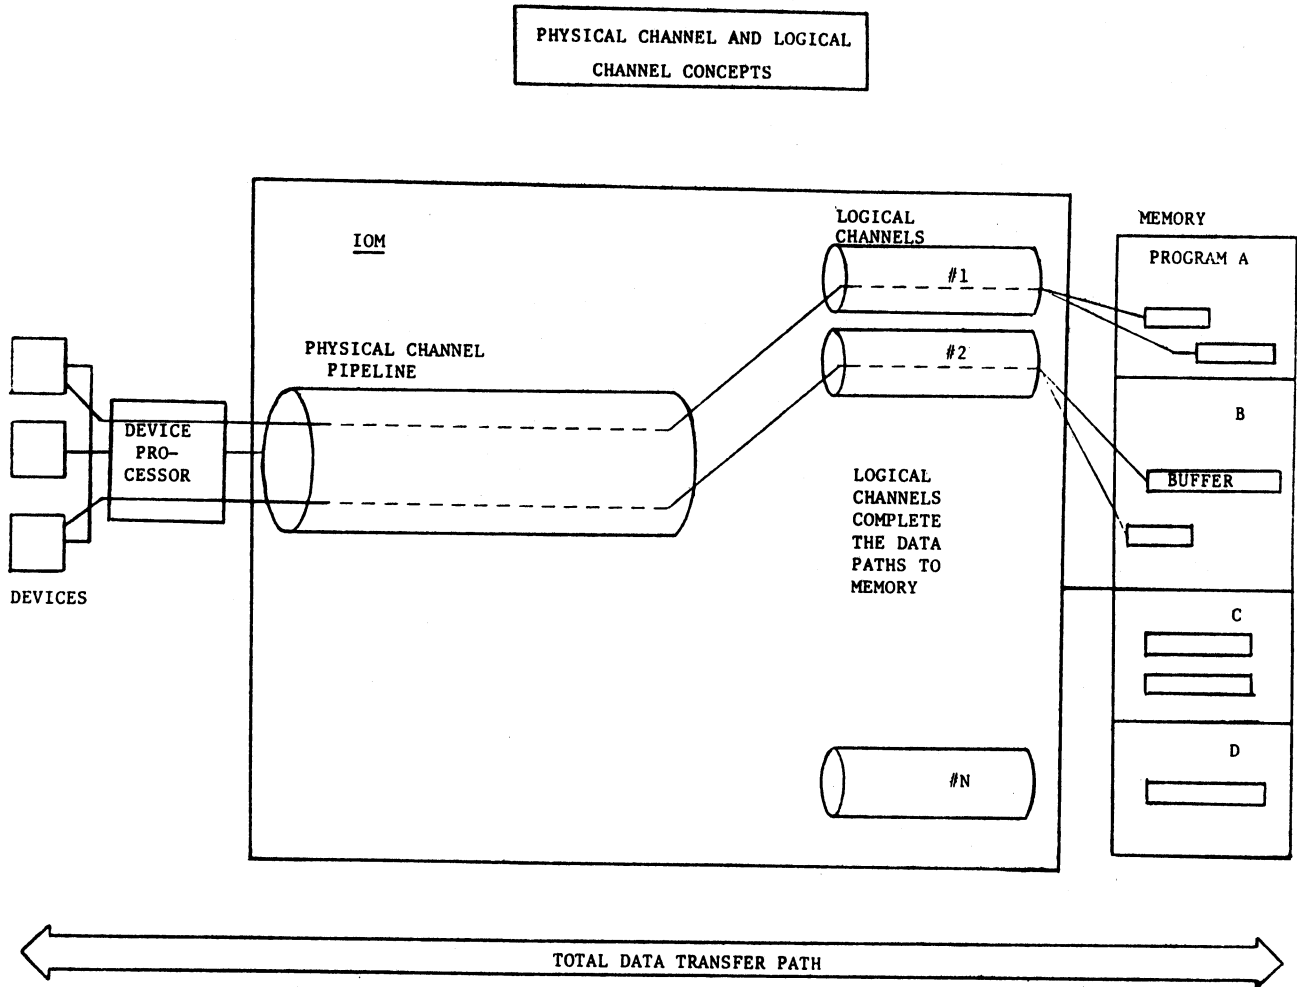 PHYSICAL CHANNEL AND LOGICAL
CHANNEL CONCEPTS
IOM
LOGICAL
CHANNELS
MEMORY
PROGRAM A
#1
PHYSICAL CHANNEL
PIPELINE
#2
B
DEVICE
PRO-
CESSOR
BUFFER
LOGICAL
CHANNELS
COMPLETE
THE DATA
PATHS TO
MEMORY
DEVICES
C
D
#N
TOTAL DATA TRANSFER PATH